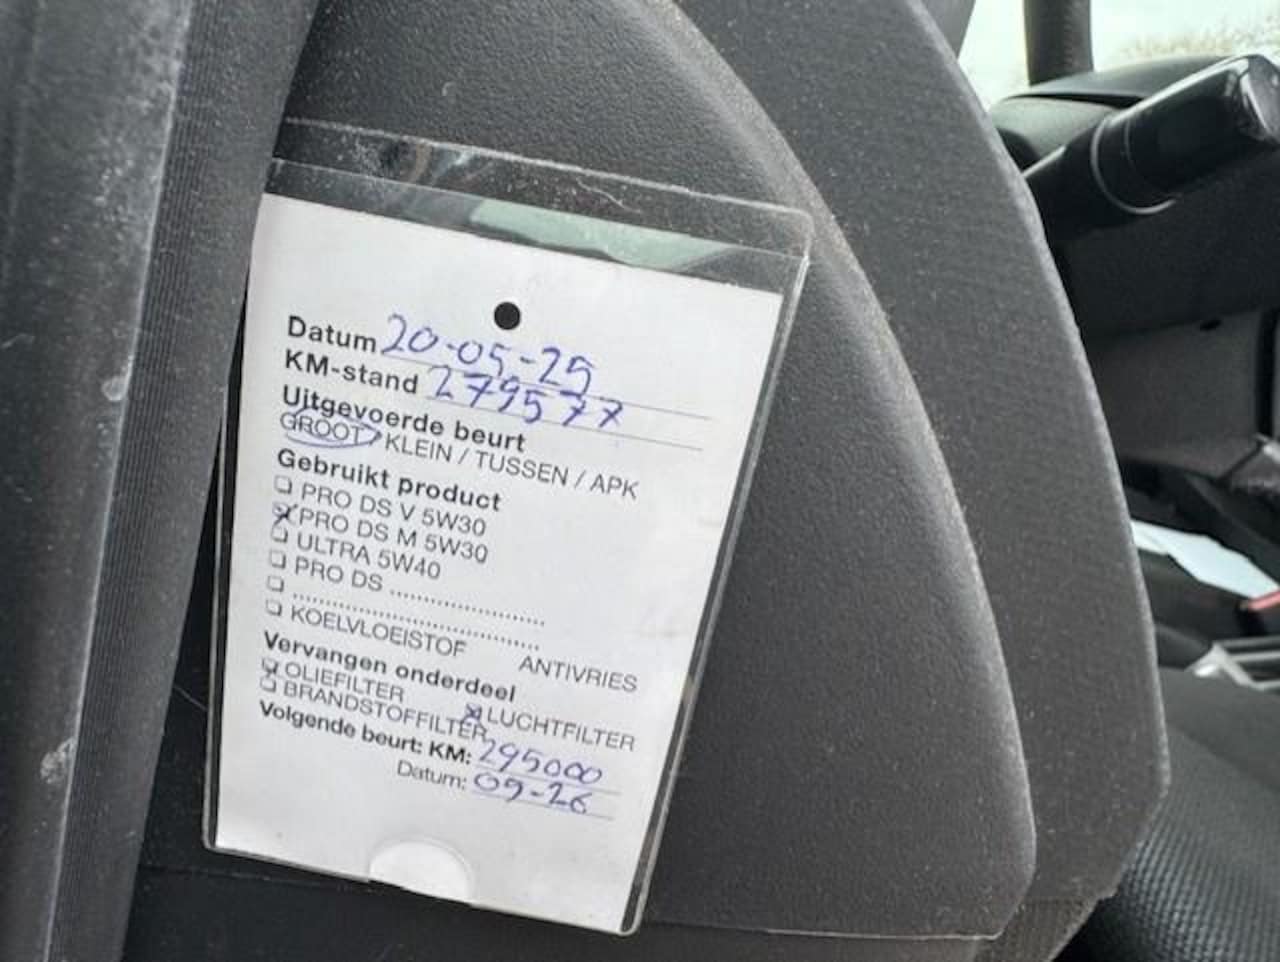 Datum 20-05-25
KM-stand 279577
Uitgevoerde beurt
GROOT / KLEIN / TUSSEN / APK
Gebruikt product
❏ PRO DS V 5W30
☒ PRO DS M 5W30
❏ ULTRA 5W40
❏ PRO DS ........................
❏ ........................................
❏ KOELVLOEISTOF ANTIVRIES
Vervangen onderdeel
☒ OLIEFILTER ☒ LUCHTFILTER
❏ BRANDSTOFFILTER
Volgende beurt: KM: 295000
Datum: 09-26